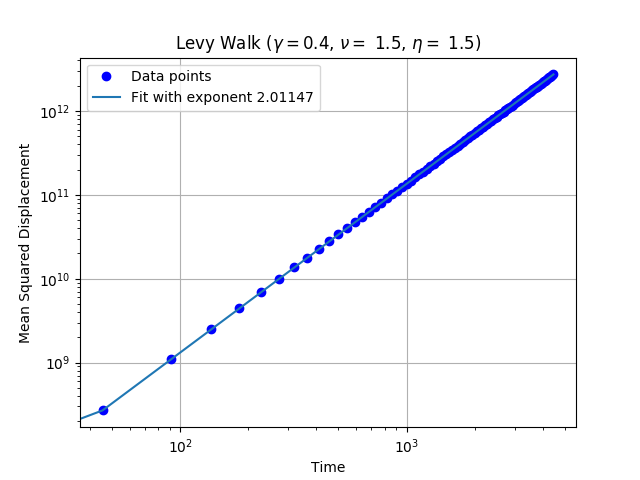 Levy Walk (γ = 0.4, ν = 1.5, η = 1.5)
Data points
Fit with exponent 2.01147
Mean Squared Displacement
10¹²
10¹¹
10¹⁰
10⁹
10² 10³
Time